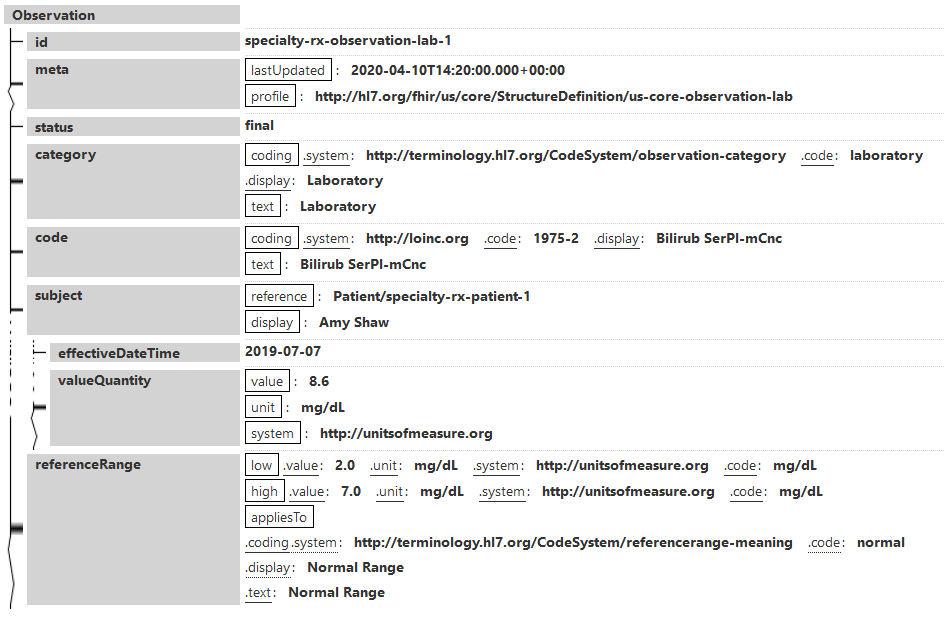 Observation
id specialty-rx-observation-lab-1
meta lastUpdated : 2020-04-10T14:20:00.000+00:00
profile : http://hl7.org/fhir/us/core/StructureDefinition/us-core-observation-lab
status final
category coding .system: http://terminology.hl7.org/CodeSystem/observation-category .code: laboratory
.display: Laboratory
text : Laboratory
code coding .system: http://loinc.org .code: 1975-2 .display: Bilirub SerPl-mCnc
text : Bilirub SerPl-mCnc
subject reference : Patient/specialty-rx-patient-1
display : Amy Shaw
effectiveDateTime 2019-07-07
valueQuantity value : 8.6
unit : mg/dL
system : http://unitsofmeasure.org
referenceRange low .value: 2.0 .unit: mg/dL .system: http://unitsofmeasure.org .code: mg/dL
high .value: 7.0 .unit: mg/dL .system: http://unitsofmeasure.org .code: mg/dL
appliesTo
.coding.system: http://terminology.hl7.org/CodeSystem/referencerange-meaning .code: normal
.display: Normal Range
.text: Normal Range